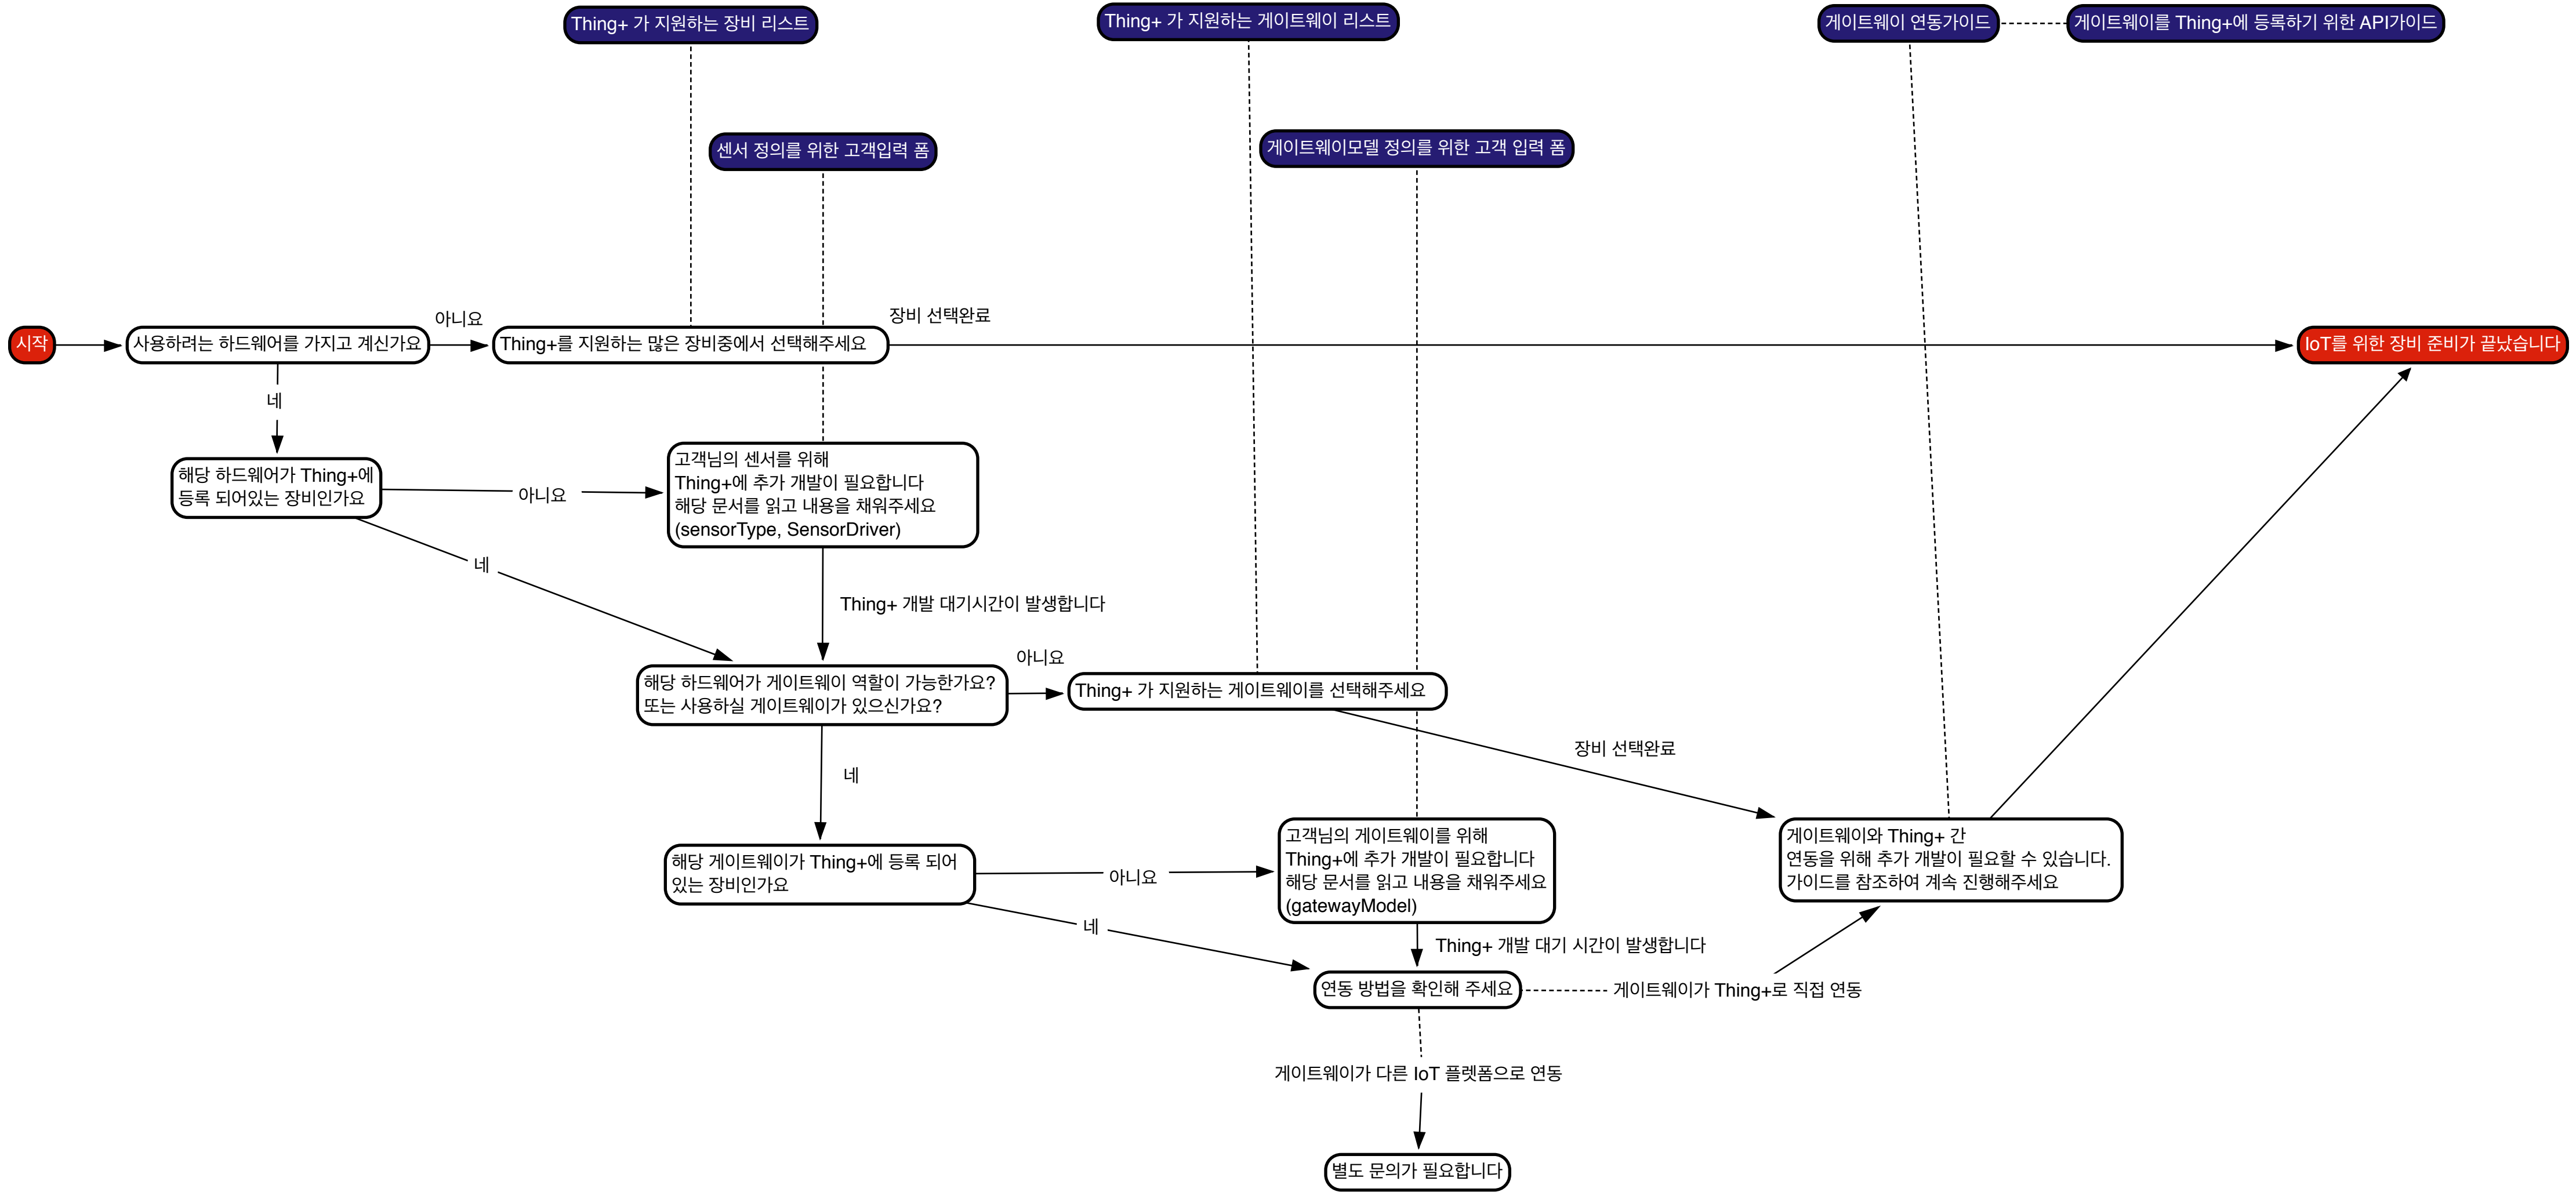 Thing+ 가 지원하는 장비 리스트
Thing+ 가 지원하는 게이트웨이 리스트
게이트웨이 연동가이드
게이트웨이를 Thing+에 등록하기 위한 API가이드
센서 정의를 위한 고객입력 폼
게이트웨이모델 정의를 위한 고객 입력 폼
시작
사용하려는 하드웨어를 가지고 계신가요
아니요
Thing+를 지원하는 많은 장비중에서 선택해주세요
장비 선택완료
IoT를 위한 장비 준비가 끝났습니다
네
해당 하드웨어가 Thing+에
등록 되어있는 장비인가요
아니요
고객님의 센서를 위해
Thing+에 추가 개발이 필요합니다
해당 문서를 읽고 내용을 채워주세요
(sensorType, SensorDriver)
네
Thing+ 개발 대기시간이 발생합니다
해당 하드웨어가 게이트웨이 역할이 가능한가요?
또는 사용하실 게이트웨이가 있으신가요?
아니요
Thing+ 가 지원하는 게이트웨이를 선택해주세요
장비 선택완료
네
해당 게이트웨이가 Thing+에 등록 되어
있는 장비인가요
아니요
고객님의 게이트웨이를 위해
Thing+에 추가 개발이 필요합니다
해당 문서를 읽고 내용을 채워주세요
(gatewayModel)
게이트웨이와 Thing+ 간
연동을 위해 추가 개발이 필요할 수 있습니다.
가이드를 참조하여 계속 진행해주세요
네
Thing+ 개발 대기 시간이 발생합니다
연동 방법을 확인해 주세요
게이트웨이가 Thing+로 직접 연동
게이트웨이가 다른 IoT 플렛폼으로 연동
별도 문의가 필요합니다